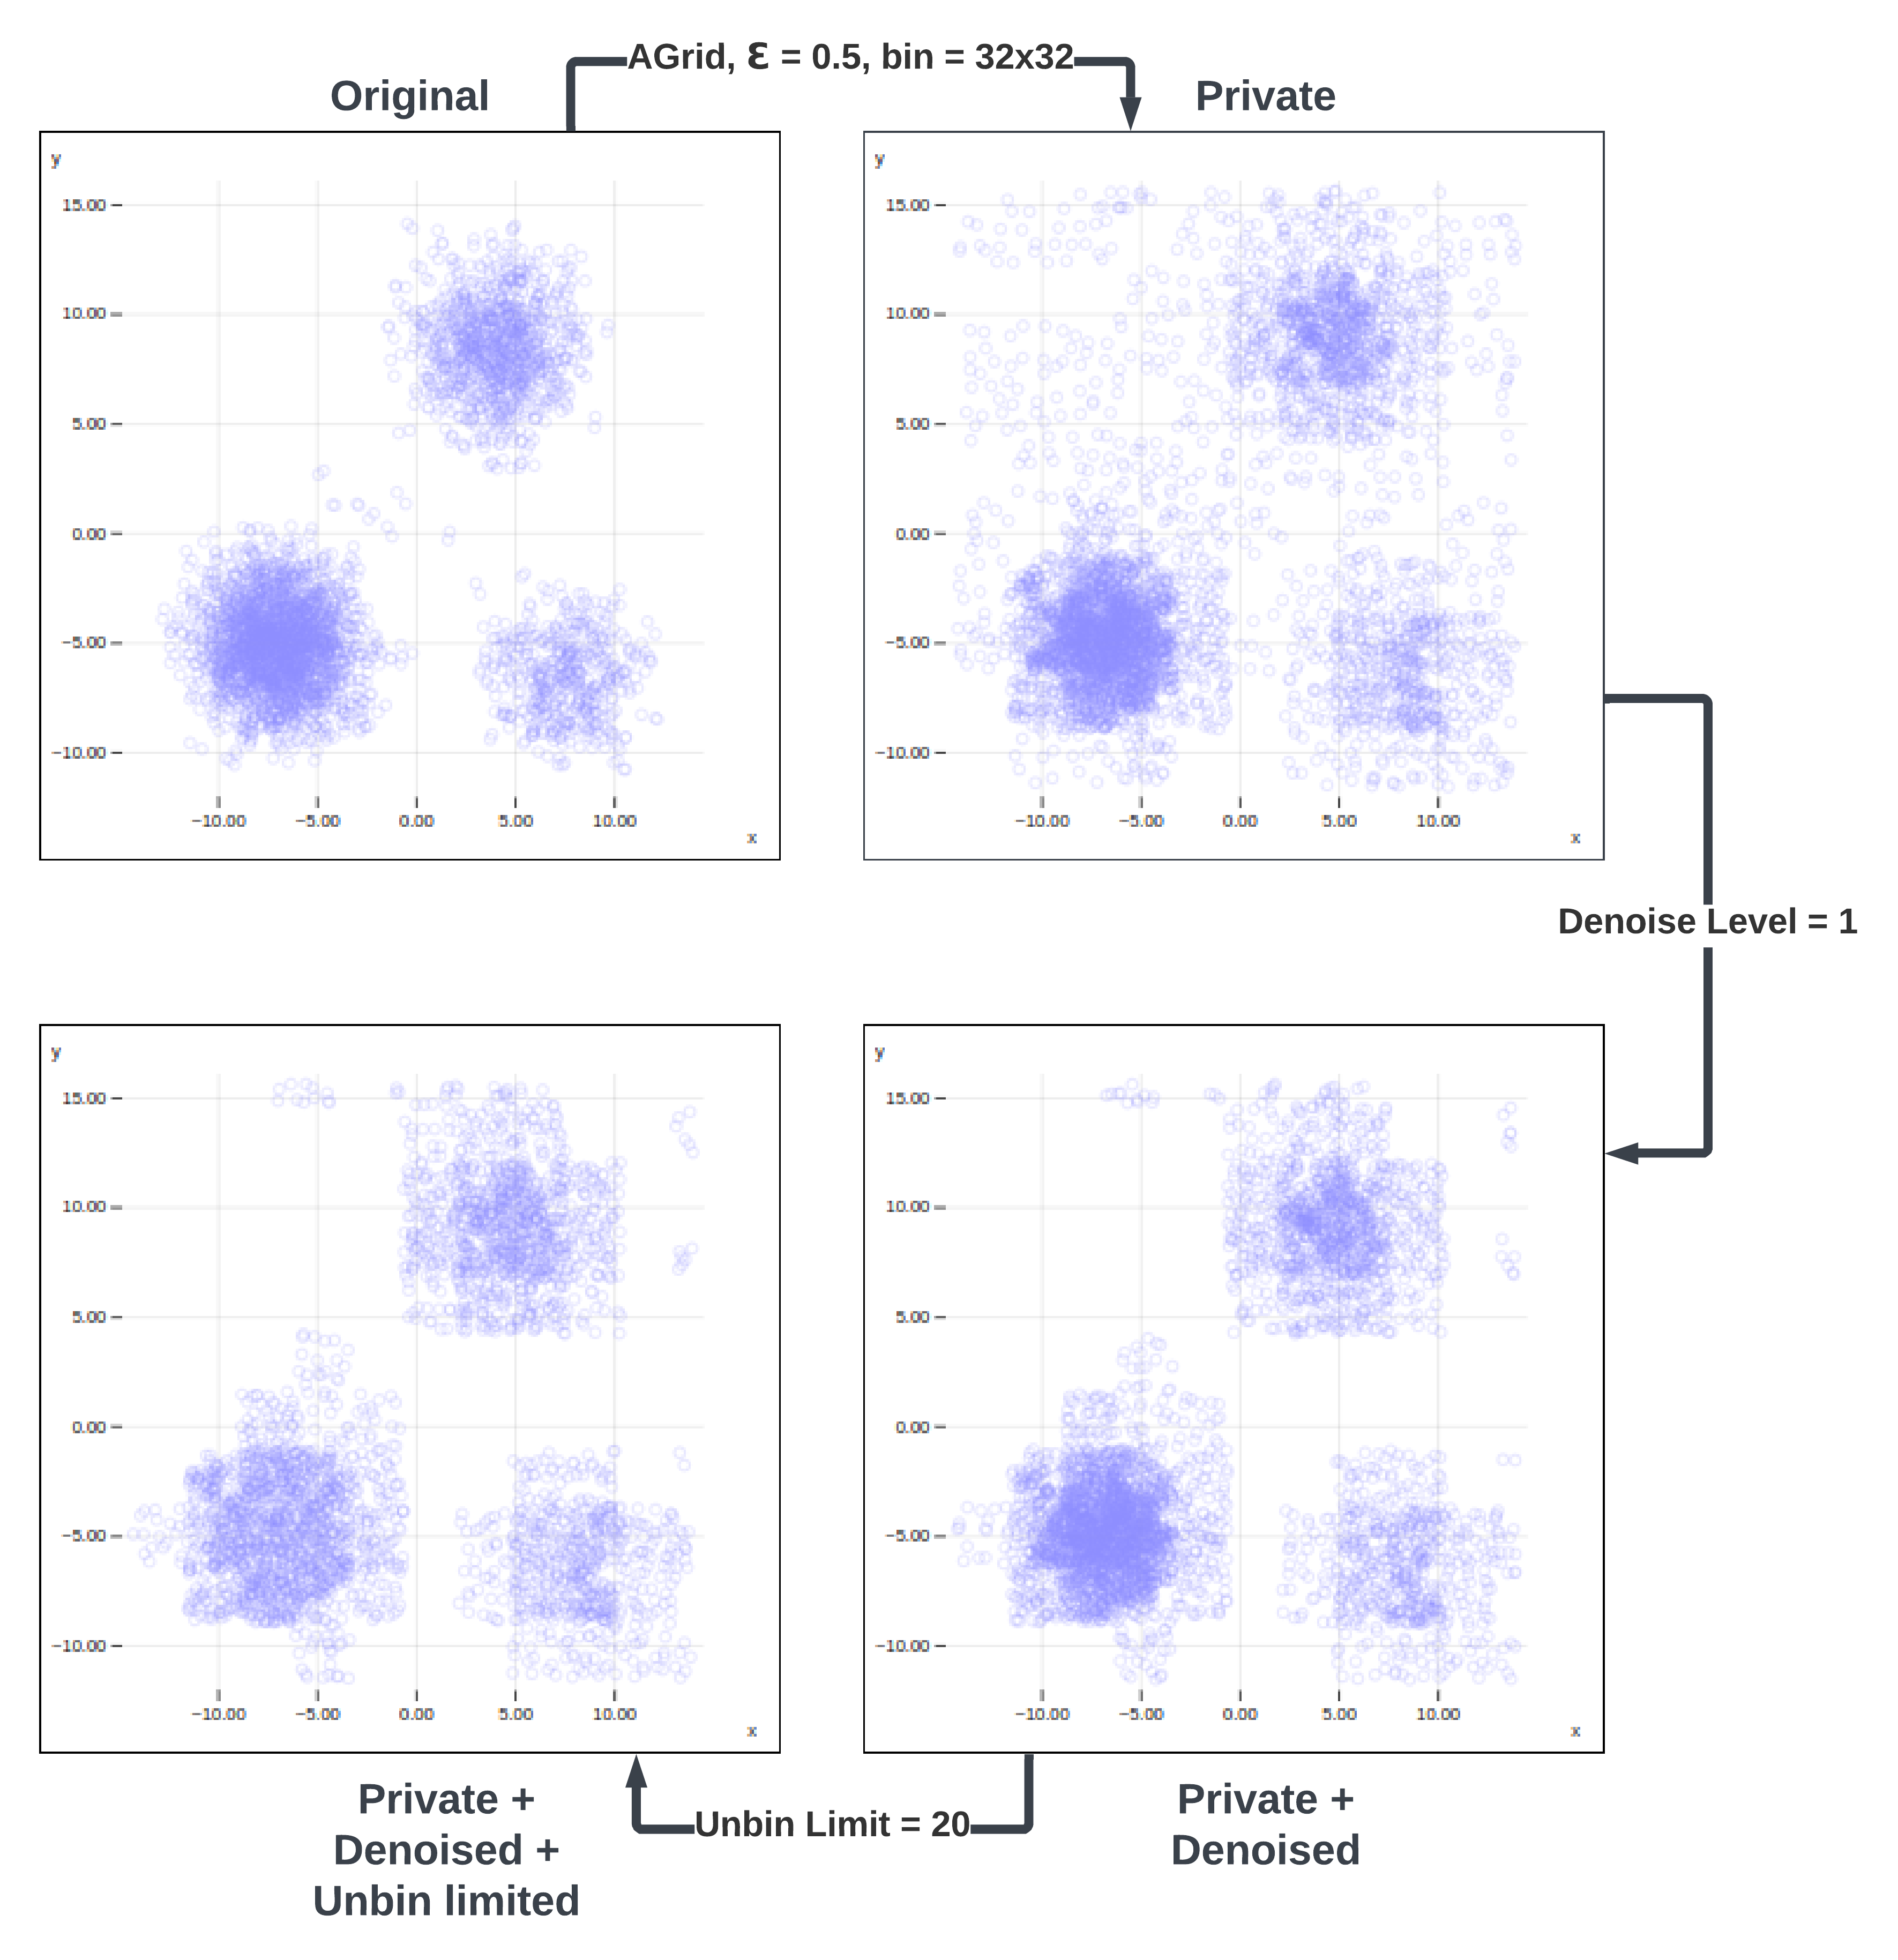 AGrid, Ɛ = 0.5, bin = 32x32
Original
Private
y
15.00
10.00
5.00
0.00
−5.00
−10.00
−10.00 −5.00 0.00 5.00 10.00
x
y
15.00
10.00
5.00
0.00
−5.00
−10.00
−10.00 −5.00 0.00 5.00 10.00
x
Denoise Level = 1
y
15.00
10.00
5.00
0.00
−5.00
−10.00
−10.00 −5.00 0.00 5.00 10.00
x
y
15.00
10.00
5.00
0.00
−5.00
−10.00
−10.00 −5.00 0.00 5.00 10.00
x
Private +
Denoised +
Unbin limited
Unbin Limit = 20
Private +
Denoised